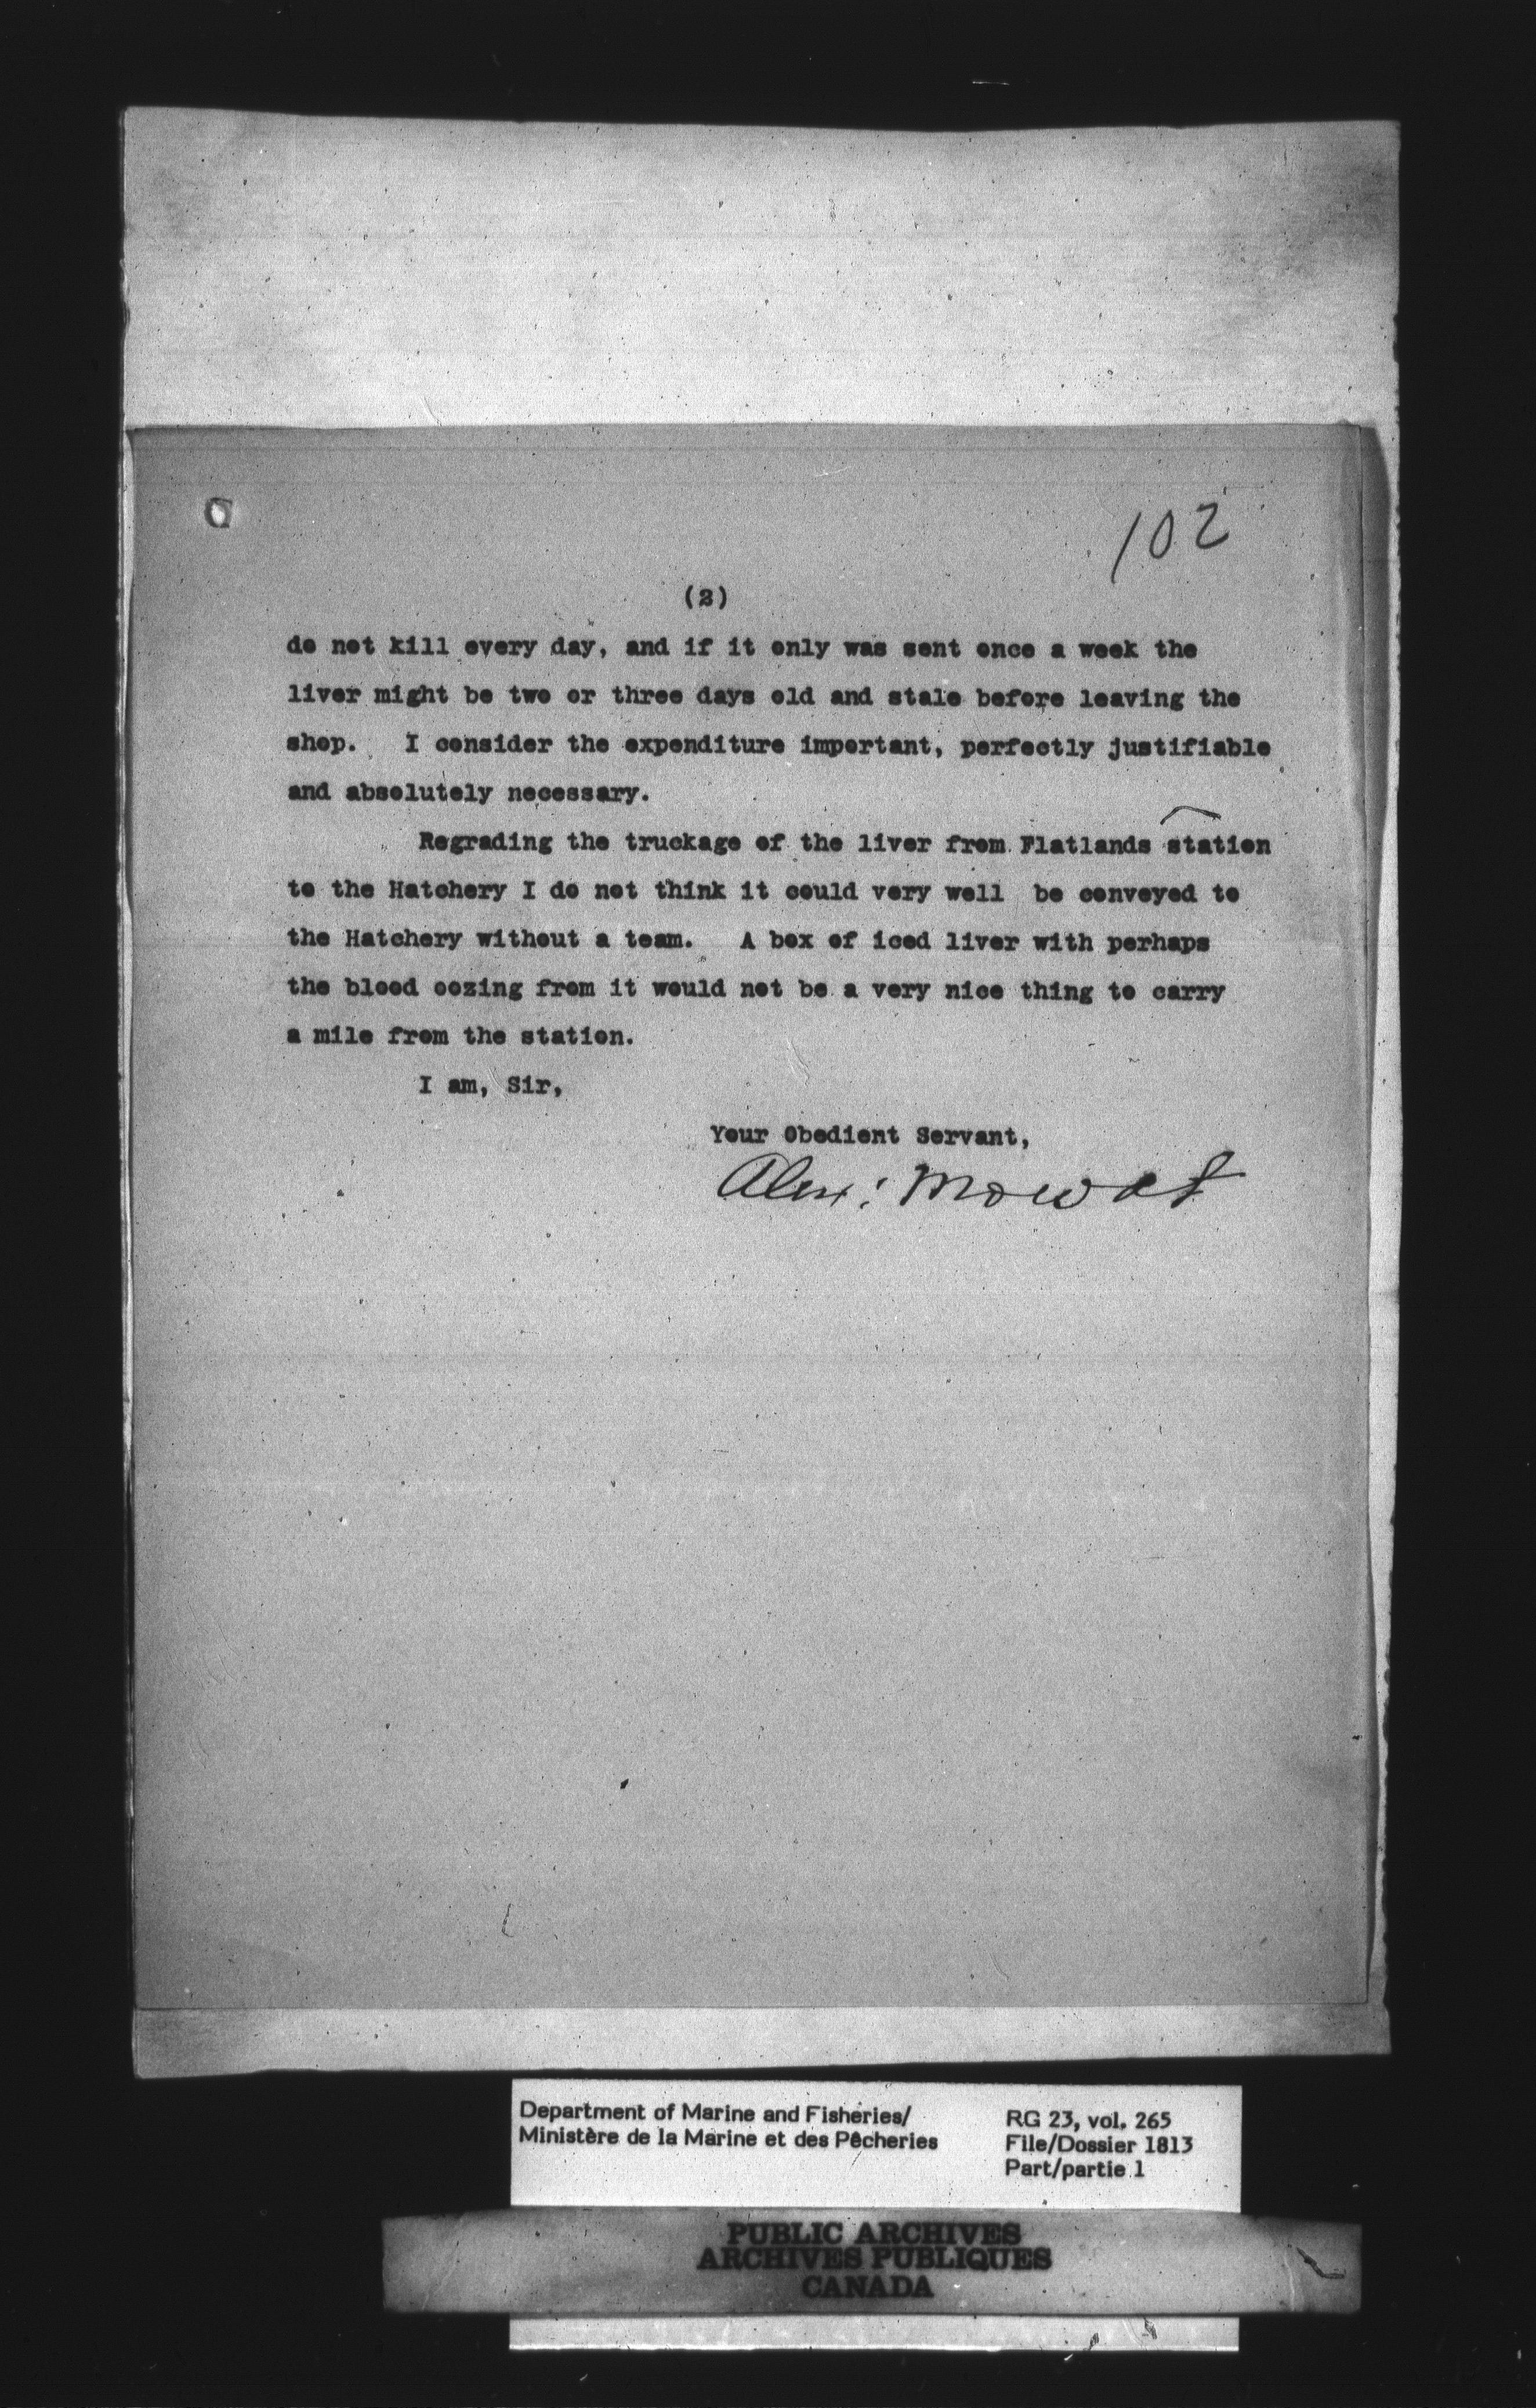 102
(2)
do not kill every day, and if it only was sent once a week the
liver might be two or three days old and stale before leaving the
shop. I consider the expenditure important, perfectly justifiable
and absolutely necessary.
Regrading the truckage of the liver from Flatlands station
to the Hatchery I do not think it could very well be conveyed to
the Hatchery without a team. A box of iced liver with perhaps
the blood oozing from it would not be a very nice thing to carry
a mile from the station.
I am, Sir,
Your Obedient Servant,
Alex: Mowat
Department of Marine and Fisheries/
Ministère de la Marine et des Pêcheries
RG 23, vol. 265
File/Dossier 1813
Part/partie 1
PUBLIC ARCHIVES
ARCHIVES PUBLIQUES
CANADA